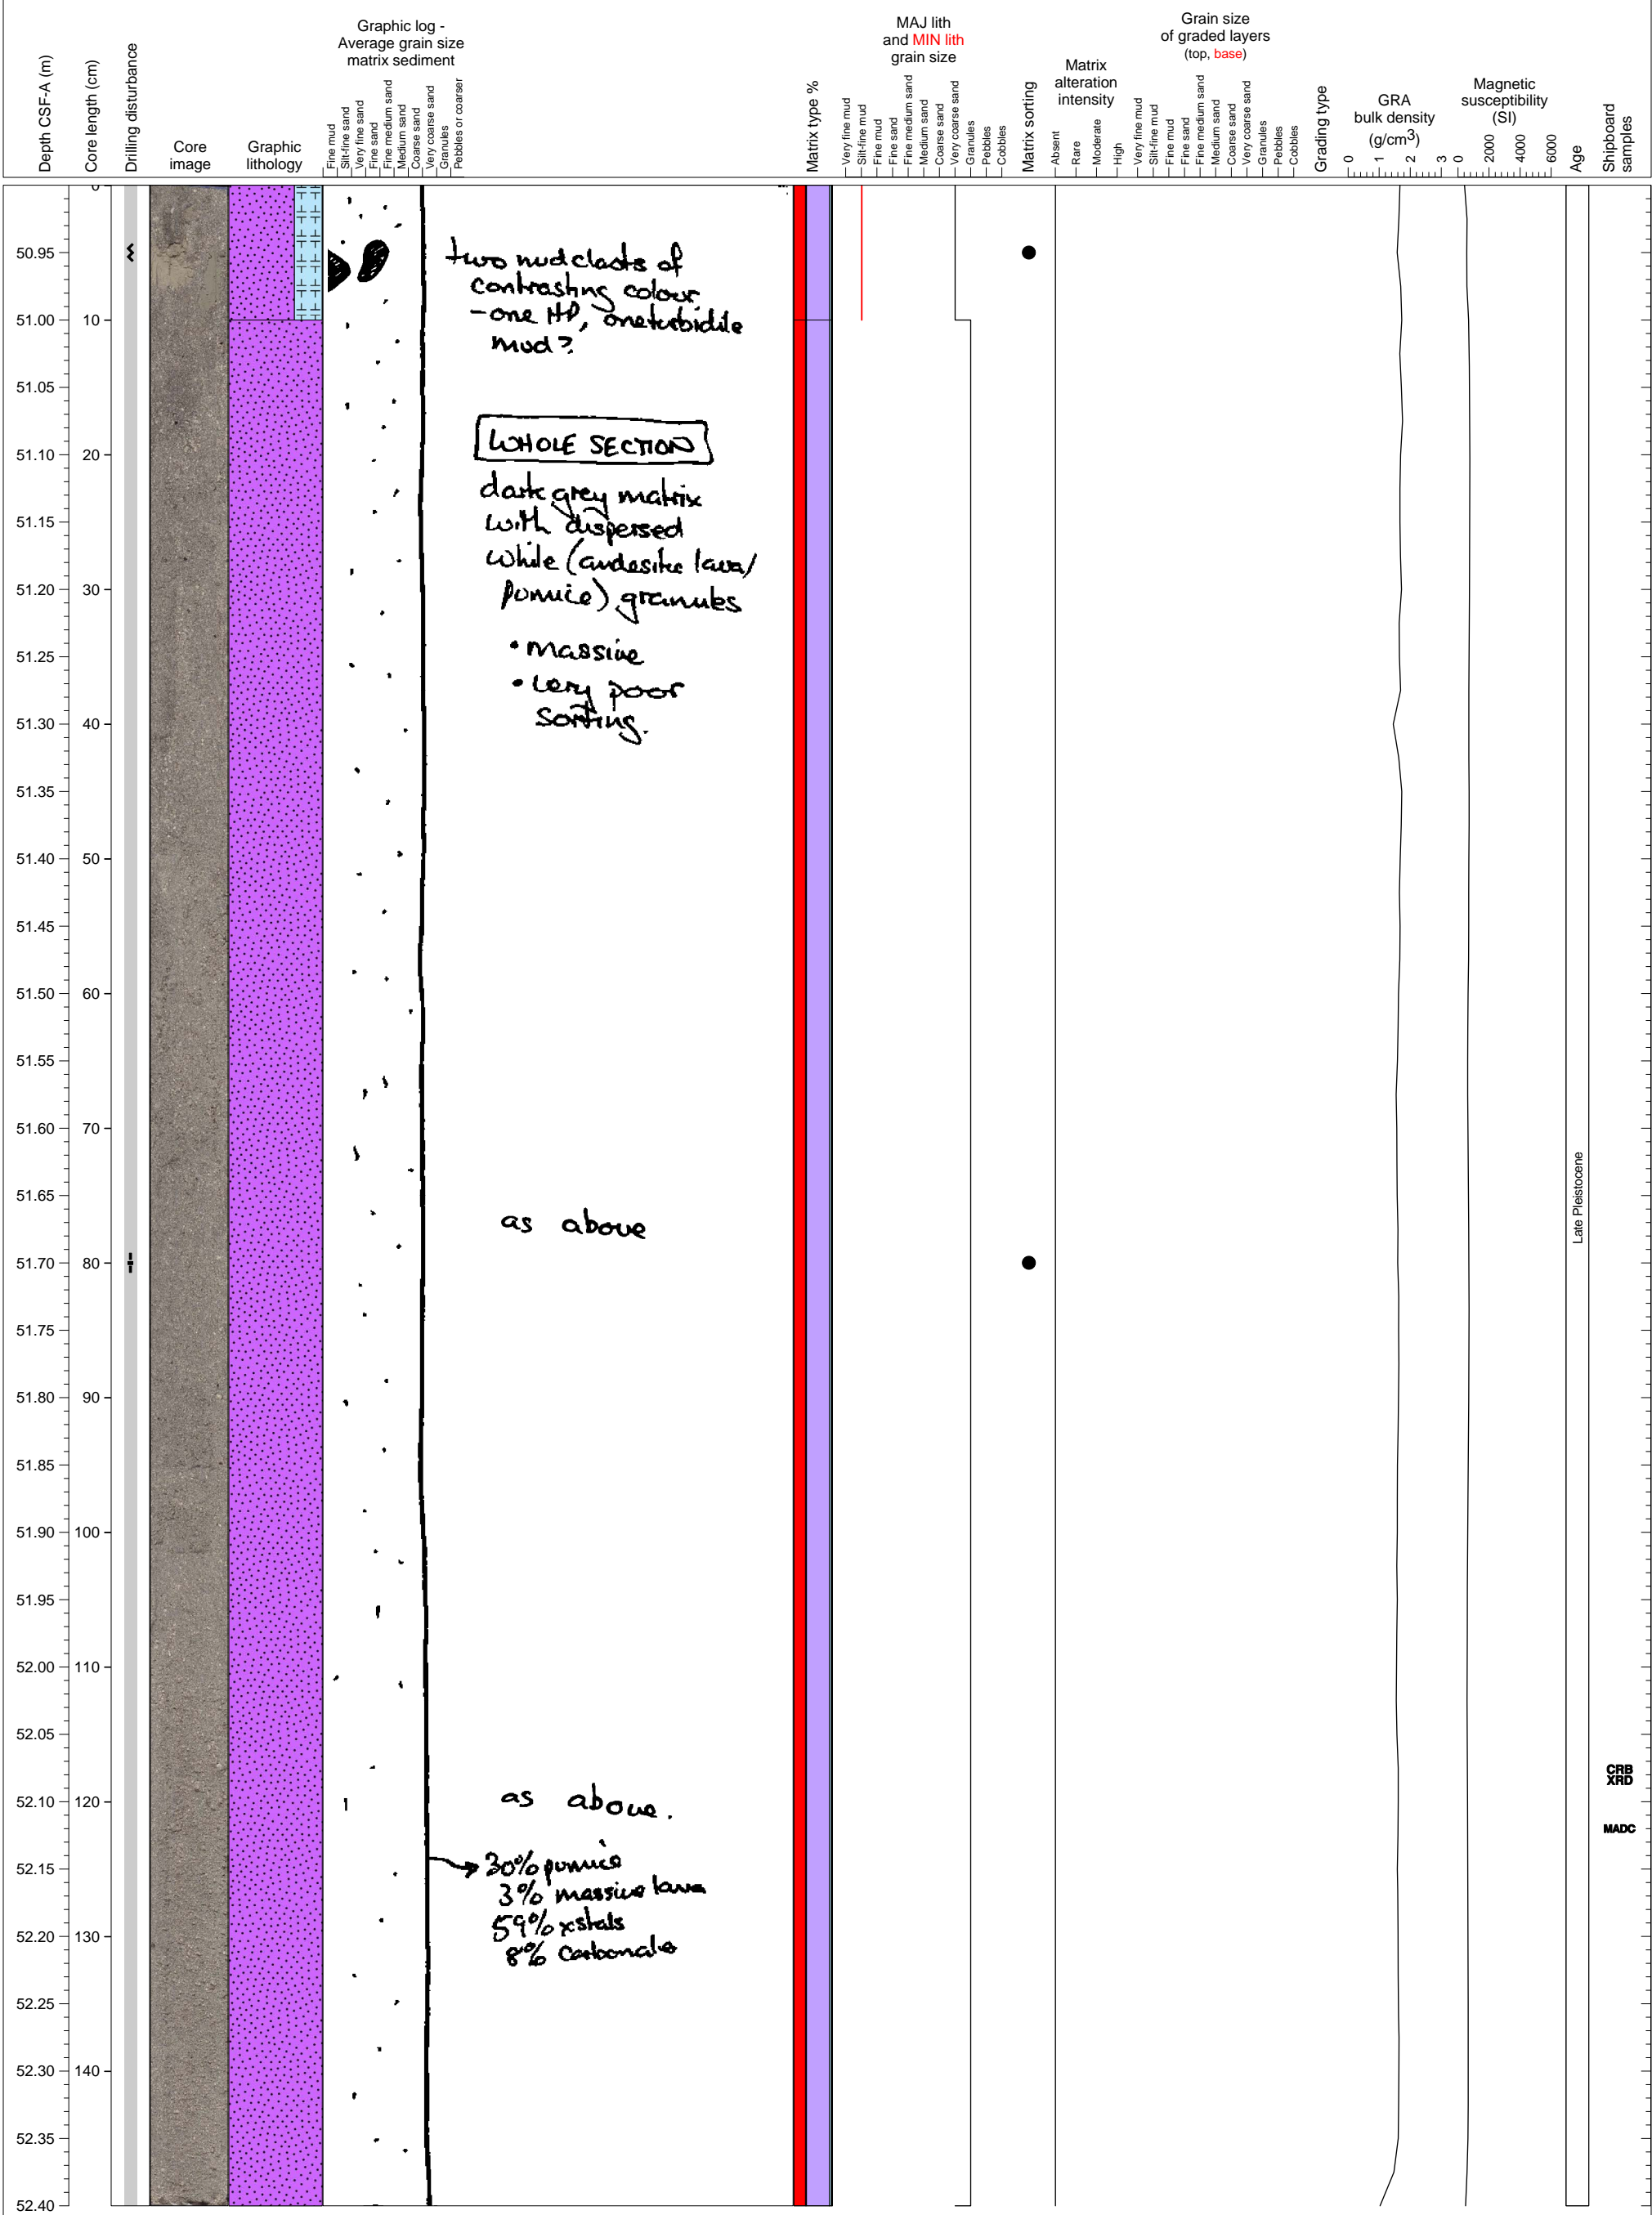 Graphic log -
Average grain size
matrix sediment
MAJ lith
and MIN lith
grain size
Grain size
of graded layers
(top, base)
Matrix
alteration
intensity
GRA
bulk density
(g/cm3)
Magnetic
susceptibility
(SI)
Depth CSF-A (m)
Core length (cm)
Drilling disturbance
Core
image
Graphic
lithology
Fine mud
Silt-fine sand
Very fine sand
Fine sand
Fine medium sand
Medium sand
Coarse sand
Very coarse sand
Granules
Pebbles or coarser
Matrix type %
Very fine mud
Silt-fine mud
Fine mud
Fine sand
Fine medium sand
Medium sand
Coarse sand
Very coarse sand
Granules
Pebbles
Cobbles
Matrix sorting
Absent
Rare
Moderate
High
Very fine mud
Silt-fine mud
Fine mud
Fine sand
Fine medium sand
Medium sand
Coarse sand
Very coarse sand
Granules
Pebbles
Cobbles
Grading type
0 1 2 3
0 2000 4000 6000
Age
Shipboard
samples
0
50.95
51.00 10
51.05
51.10 20
51.15
51.20 30
51.25
51.30 40
51.35
51.40 50
51.45
51.50 60
51.55
51.60 70
51.65
51.70 80
51.75
51.80 90
51.85
51.90 100
51.95
52.00 110
52.05
52.10 120
52.15
52.20 130
52.25
52.30 140
52.35
52.40
two mudclasts of
contrasting colour
- one HP, one turbidite
mud?
WHOLE SECTION
dark grey matrix
with dispersed
white (andesitic lava/
pumice) granules
• massive
• very poor
sorting.
as above
as above.
30% pumice
3% massive lava
59% xstals
8% carbonate
Late Pleistocene
CRB
XRD
MADC